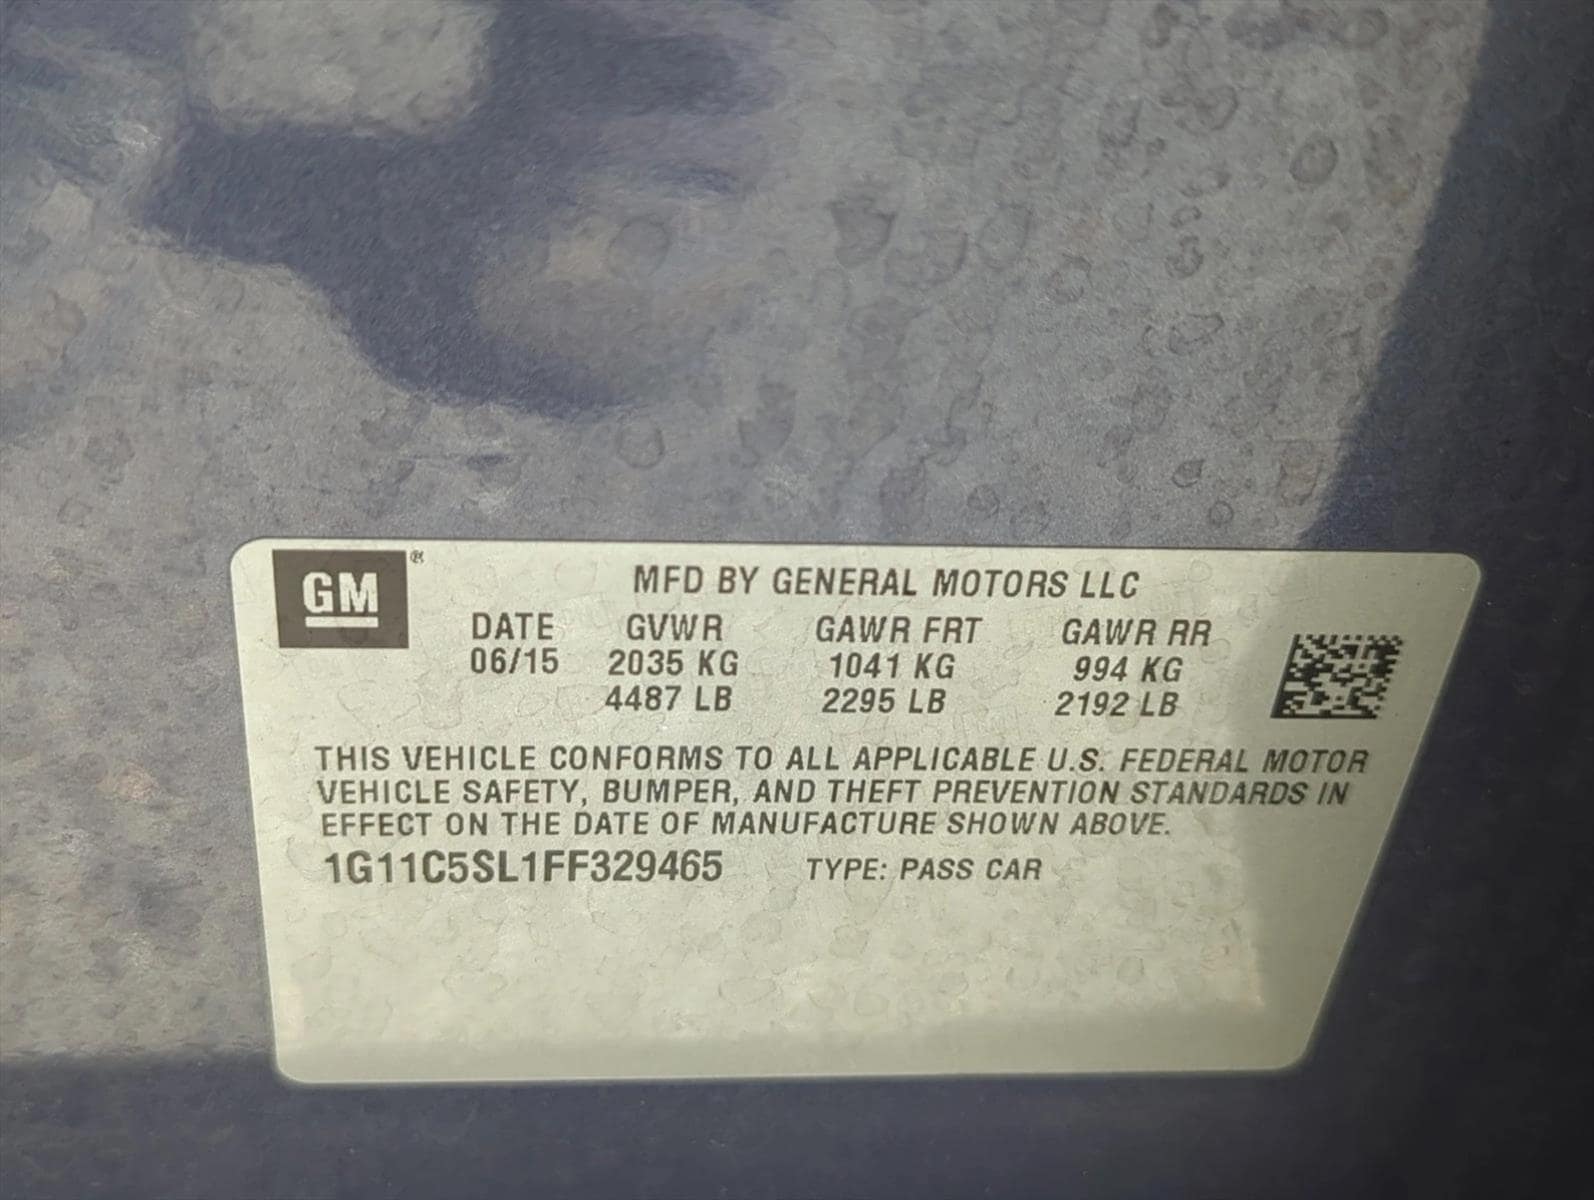 GM®
MFD BY GENERAL MOTORS LLC
DATE GVWR GAWR FRT GAWR RR
06/15 2035 KG 1041 KG 994 KG
4487 LB 2295 LB 2192 LB
THIS VEHICLE CONFORMS TO ALL APPLICABLE U.S. FEDERAL MOTOR
VEHICLE SAFETY, BUMPER, AND THEFT PREVENTION STANDARDS IN
EFFECT ON THE DATE OF MANUFACTURE SHOWN ABOVE.
1G11C5SL1FF329465 TYPE: PASS CAR